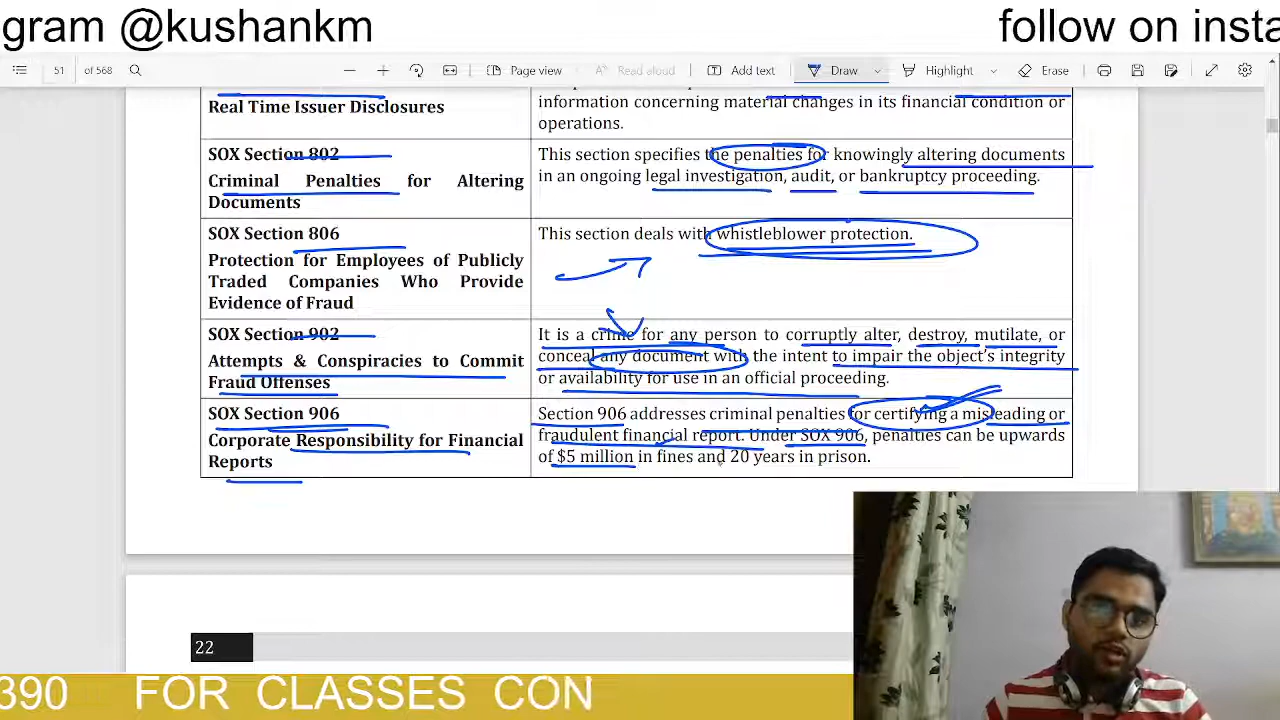 gram @kushankm
follow on insta
51 of 568
Page view
Read aloud
Add text
Draw
Highlight
Erase
Real Time Issuer Disclosures
information concerning material changes in its financial condition or
operations.
SOX Section 802
Criminal Penalties for Altering
Documents
This section specifies the penalties for knowingly altering documents
in an ongoing legal investigation, audit, or bankruptcy proceeding.
SOX Section 806
Protection for Employees of Publicly
Traded Companies Who Provide
Evidence of Fraud
This section deals with whistleblower protection.
SOX Section 902
Attempts & Conspiracies to Commit
Fraud Offenses
It is a crime for any person to corruptly alter, destroy, mutilate, or
conceal any document with the intent to impair the object's integrity
or availability for use in an official proceeding.
SOX Section 906
Corporate Responsibility for Financial
Reports
Section 906 addresses criminal penalties for certifying a misleading or
fraudulent financial report. Under SOX 906, penalties can be upwards
of $5 million in fines and 20 years in prison.
22
390 FOR CLASSES CON